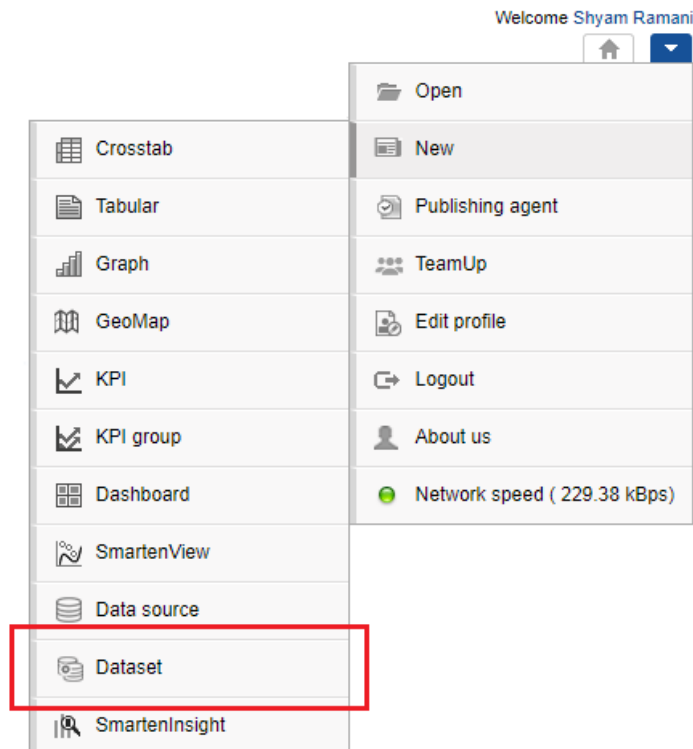 Welcome Shyam Ramani
Open
New
Publishing agent
TeamUp
Edit profile
Logout
About us
Network speed ( 229.38 kBps)
Crosstab
Tabular
Graph
GeoMap
KPI
KPI group
Dashboard
SmartenView
Data source
Dataset
SmartenInsight